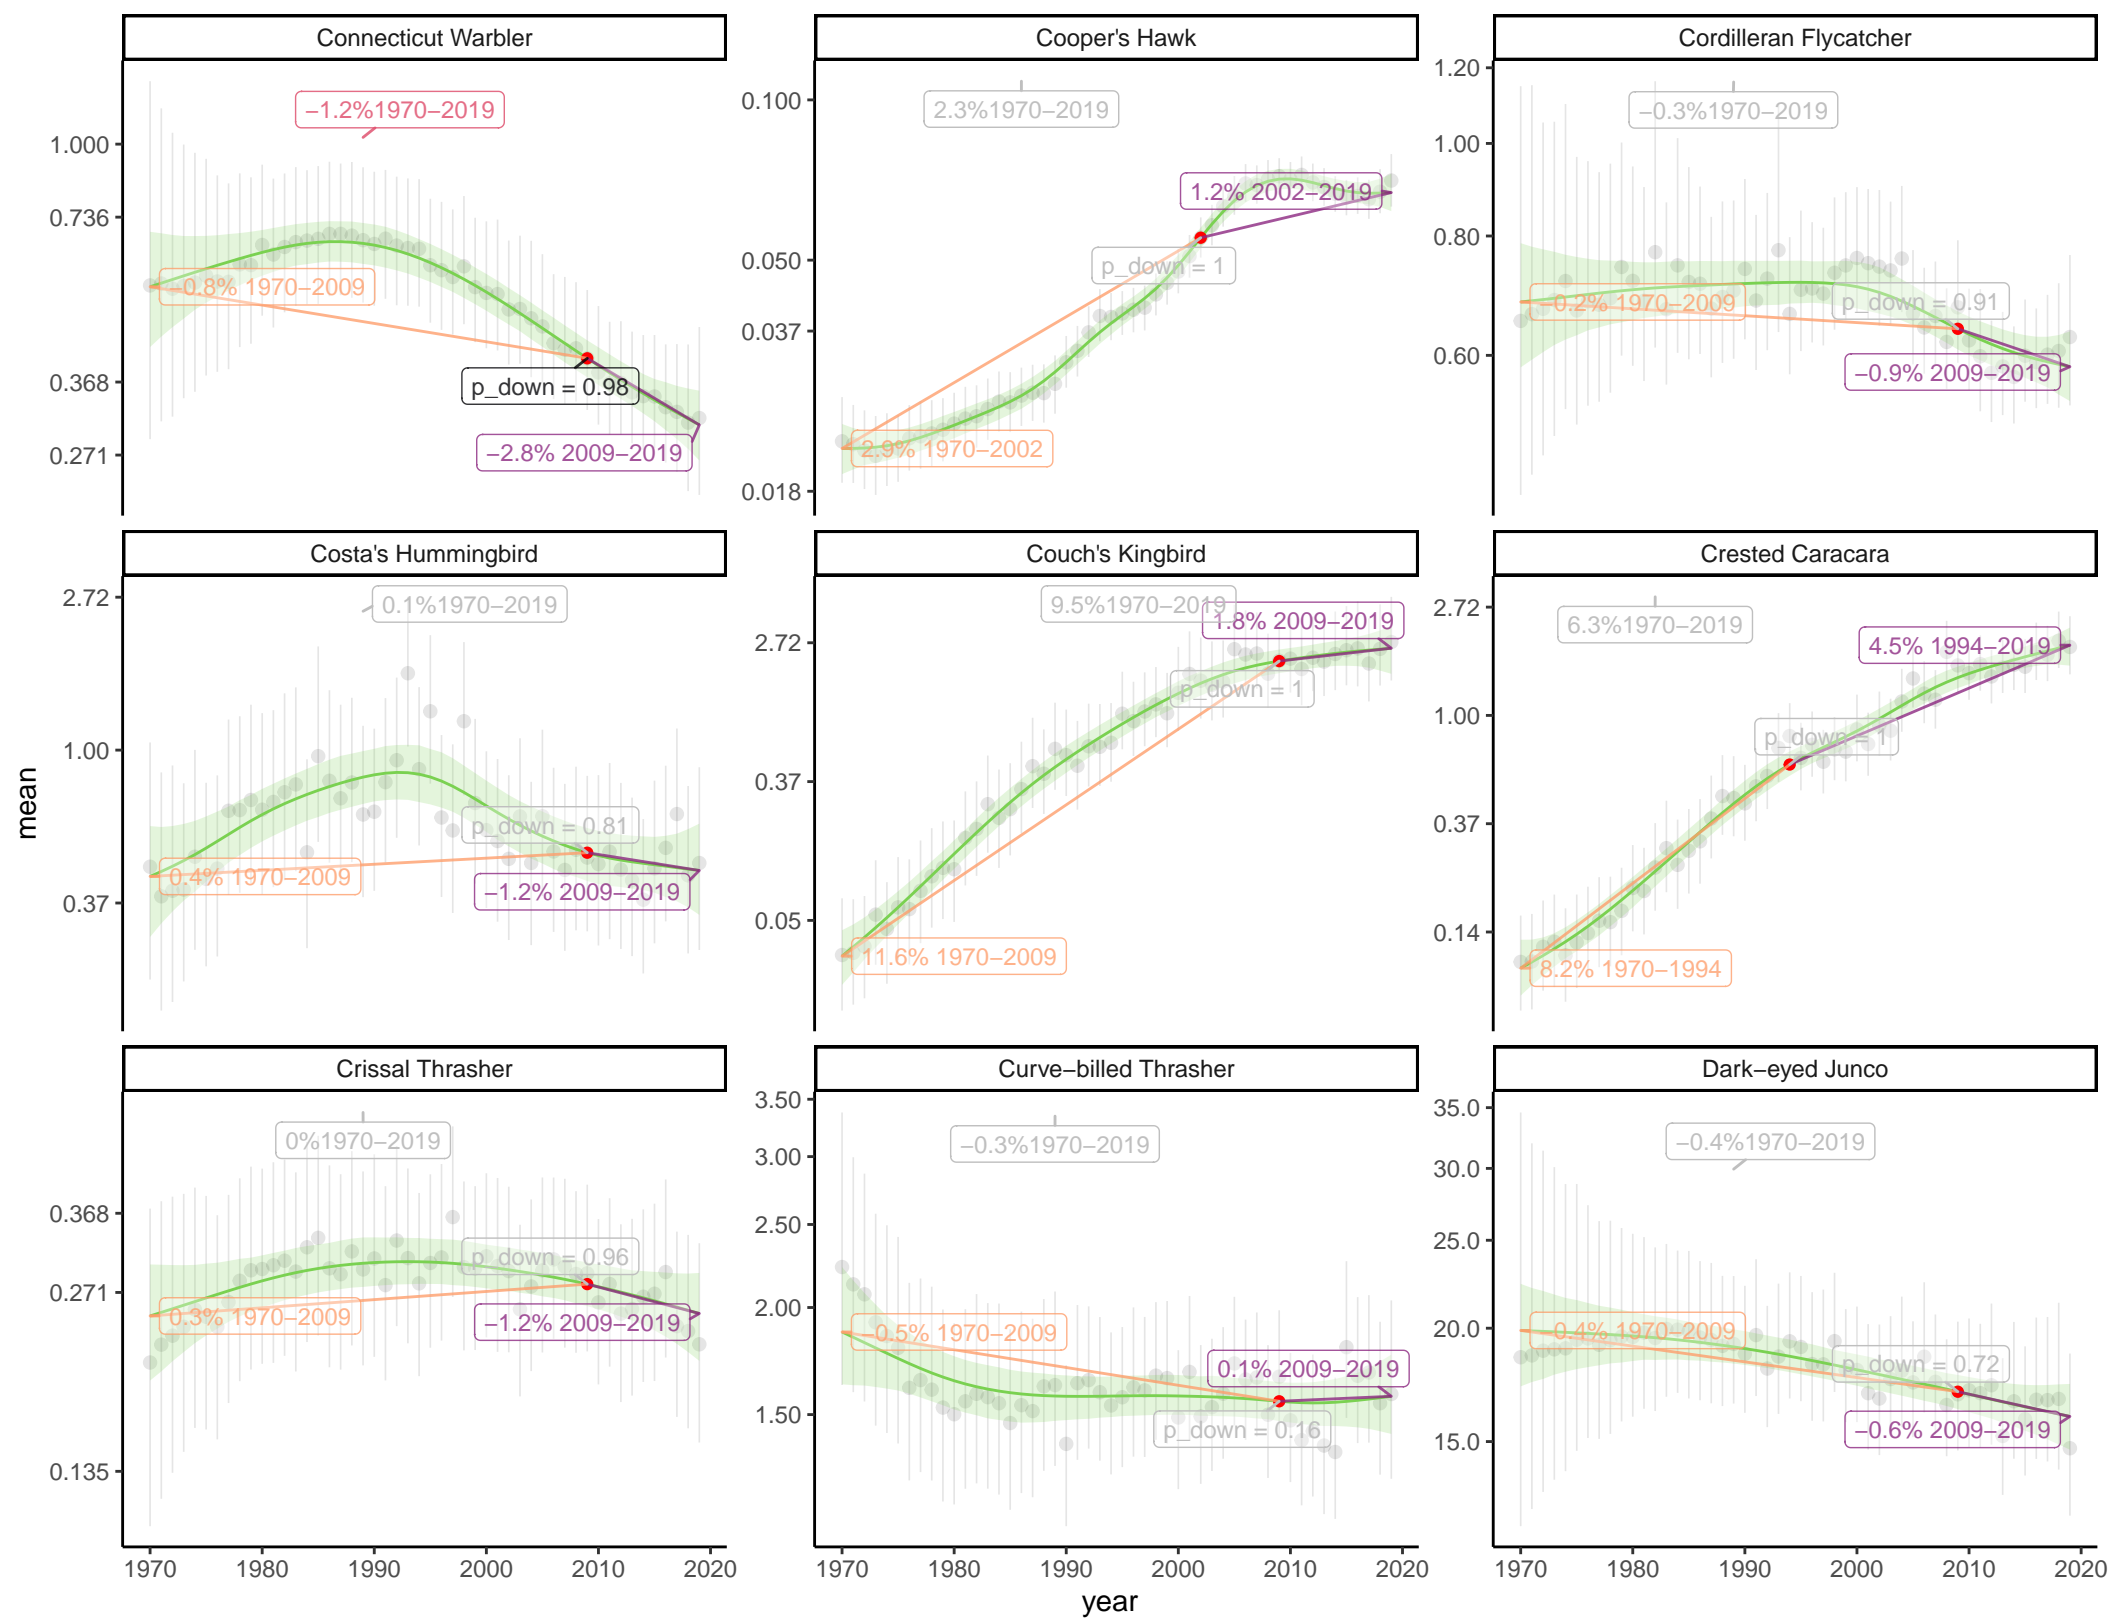 Connecticut Warbler
Cooper's Hawk
Cordilleran Flycatcher
1.000
0.736
0.368
0.271
−1.2%1970−2019
−0.8% 1970−2009
p_down = 0.98
−2.8% 2009−2019
0.100
0.050
0.037
0.018
2.3%1970−2019
1.2% 2002−2019
p_down = 1
2.9% 1970−2002
1.20
1.00
0.80
0.60
−0.3%1970−2019
−0.2% 1970−2009
p_down = 0.91
−0.9% 2009−2019
Costa's Hummingbird
Couch's Kingbird
Crested Caracara
mean
2.72
1.00
0.37
0.1%1970−2019
p_down = 0.81
0.4% 1970−2009
−1.2% 2009−2019
2.72
0.37
0.05
9.5%1970−2019
1.8% 2009−2019
p_down = 1
11.6% 1970−2009
2.72
1.00
0.37
0.14
6.3%1970−2019
4.5% 1994−2019
p_down = 1
8.2% 1970−1994
Crissal Thrasher
Curve−billed Thrasher
Dark−eyed Junco
0.368
0.271
0.135
0%1970−2019
p_down = 0.96
0.3% 1970−2009
−1.2% 2009−2019
3.50
3.00
2.50
2.00
1.50
−0.3%1970−2019
−0.5% 1970−2009
0.1% 2009−2019
p_down = 0.16
35.0
30.0
25.0
20.0
15.0
−0.4%1970−2019
−0.4% 1970−2009
p_down = 0.72
−0.6% 2009−2019
1970 1980 1990 2000 2010 2020
1970 1980 1990 2000 2010 2020
1970 1980 1990 2000 2010 2020
year